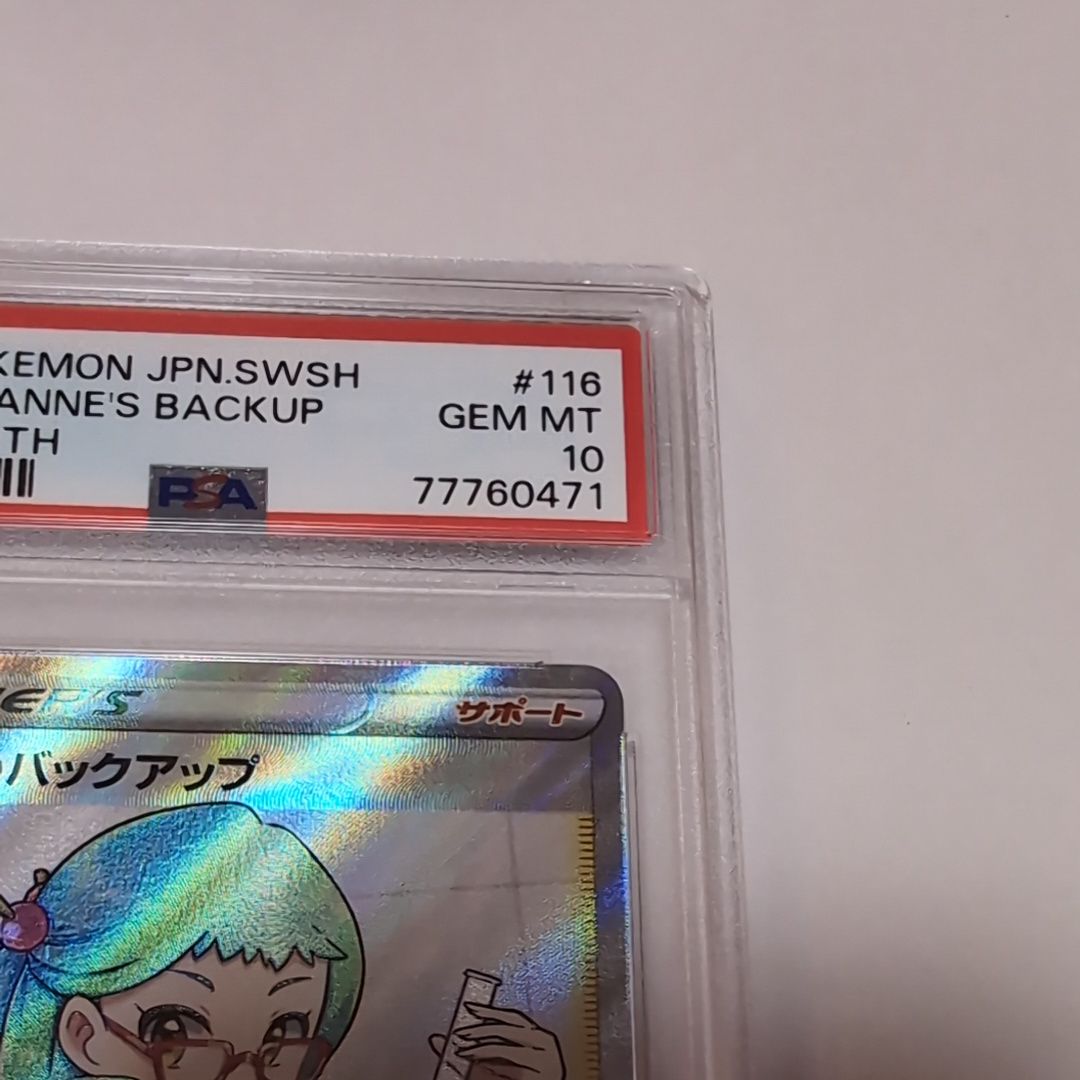 KEMON JPN.SWSH #116
ANNE'S BACKUP GEM MT
TH 10
PSA 77760471
ER'S サポート
バックアップ